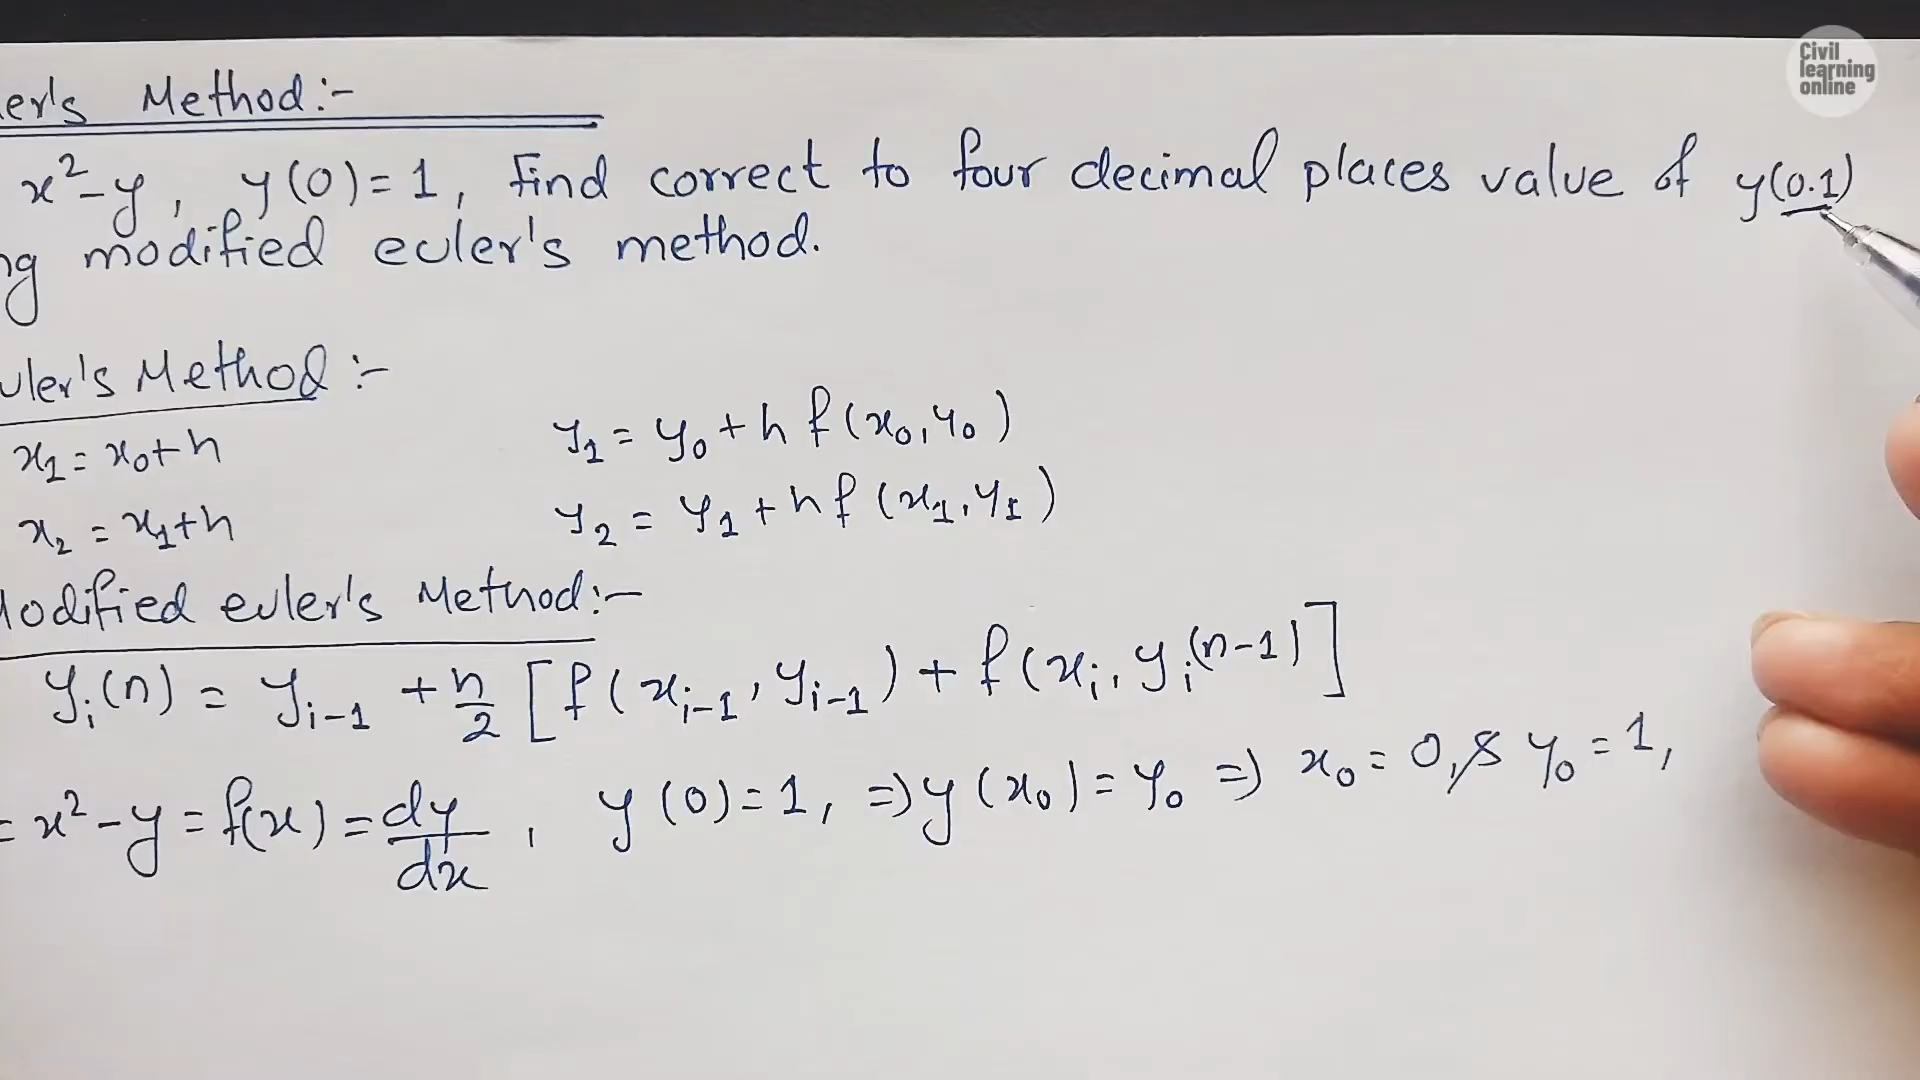 er's Method:-
x²-y, y(0)=1, find correct to four decimal places value of y(0.1)
ng modified euler's method.
uler's Method :-
x₁ = x₀+h y₁ = y₀ + h f(x₀, y₀)
x₂ = x₁+h y₂ = y₁ + h f(x₁, y₁)
Modified euler's Method:-
yᵢ(n) = yᵢ₋₁ + h/2 [f(xᵢ₋₁, yᵢ₋₁) + f(xᵢ, yᵢ⁽ⁿ⁻¹⁾]
= x²-y = f(x) = dy/dx, y(0)=1, ⇒ y(x₀) = y₀ ⇒ x₀ = 0, & y₀ = 1,
Civil
learning
online